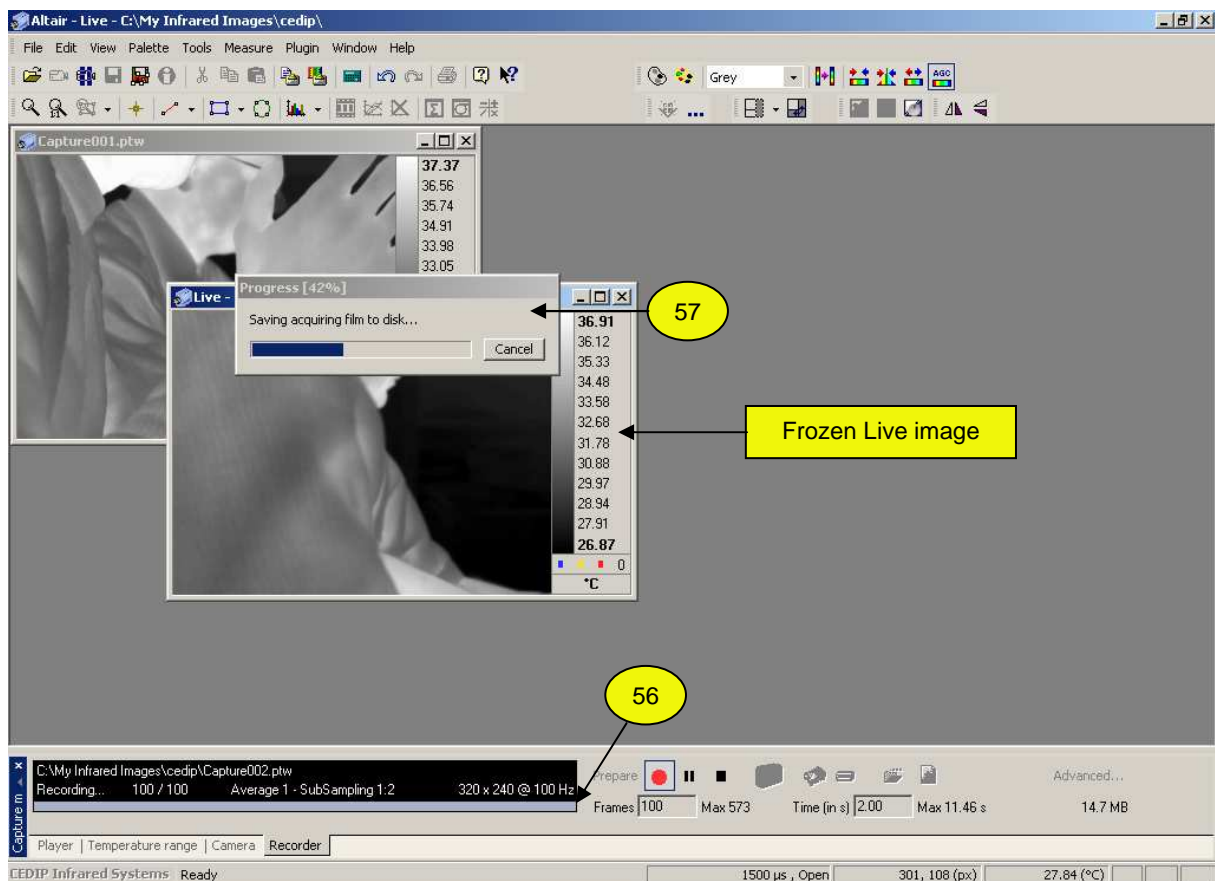 Altair - Live - C:\My Infrared Images\cedip\
File Edit View Palette Tools Measure Plugin Window Help
Grey
AGC
Capture001.ptw
37.37
36.56
35.74
34.91
33.98
33.05
Live -
Progress [42%]
Saving acquiring film to disk...
Cancel
57
36.91
36.12
35.33
34.48
33.58
32.68
31.78
30.88
29.97
28.94
27.91
26.87
0
°C
Frozen Live image
56
Capture m
C:\My Infrared Images\cedip\Capture002.ptw
Recording... 100 / 100 Average 1 - SubSampling 1:2 320 x 240 @ 100 Hz
Prepare
Advanced...
Frames 100 Max 573 Time (in s) 2.00 Max 11.46 s 14.7 MB
Player | Temperature range | Camera Recorder
CEDIP Infrared Systems Ready 1500 µs , Open 301, 108 (px) 27.84 (°C)